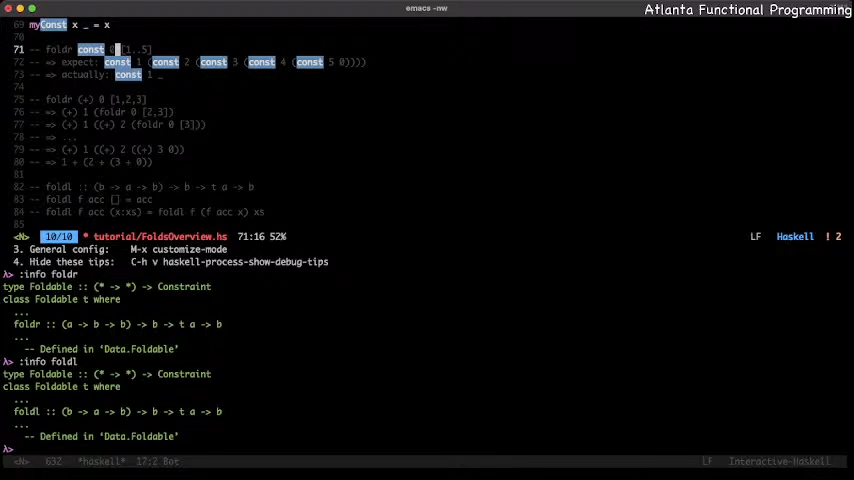 emacs -nw
Atlanta Functional Programming
69 myConst x _ = x
70
71 -- foldr const 0 [1..5]
72 -- => expect: const 1 (const 2 (const 3 (const 4 (const 5 0))))
73 -- => actually: const 1 _
74
75 -- foldr (+) 0 [1,2,3]
76 -- => (+) 1 (foldr 0 [2,3])
77 -- => (+) 1 ((+) 2 (foldr 0 [3]))
78 -- => ...
79 -- => (+) 1 ((+) 2 ((+) 3 0))
80 -- => 1 + (2 + (3 + 0))
81
82 -- foldl :: (b -> a -> b) -> b -> t a -> b
83 -- foldl f acc [] = acc
84 -- foldl f acc (x:xs) = foldl f (f acc x) xs
85
<N> 10/10 * tutorial/FoldsOverview.hs 71:16 52% LF Haskell ! 2
3. General config: M-x customize-mode
4. Hide these tips: C-h v haskell-process-show-debug-tips
λ> :info foldr
type Foldable :: (* -> *) -> Constraint
class Foldable t where
...
foldr :: (a -> b -> b) -> b -> t a -> b
...
-- Defined in ‘Data.Foldable’
λ> :info foldl
type Foldable :: (* -> *) -> Constraint
class Foldable t where
...
foldl :: (b -> a -> b) -> b -> t a -> b
...
-- Defined in ‘Data.Foldable’
λ>
<N> 632 *haskell* 17:2 Bot LF Interactive-Haskell